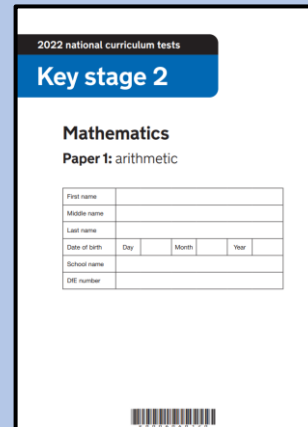 2022 national curriculum tests
Key stage 2
Mathematics
Paper 1: arithmetic
First name
Middle name
Last name
Date of birth Day Month Year
School name
DfE number